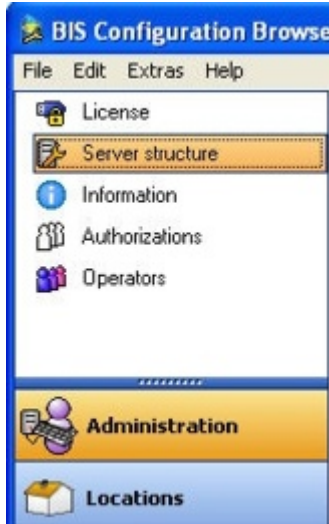 BIS Configuration Browse
File Edit Extras Help
License
Server structure
Information
Authorizations
Operators
Administration
Locations